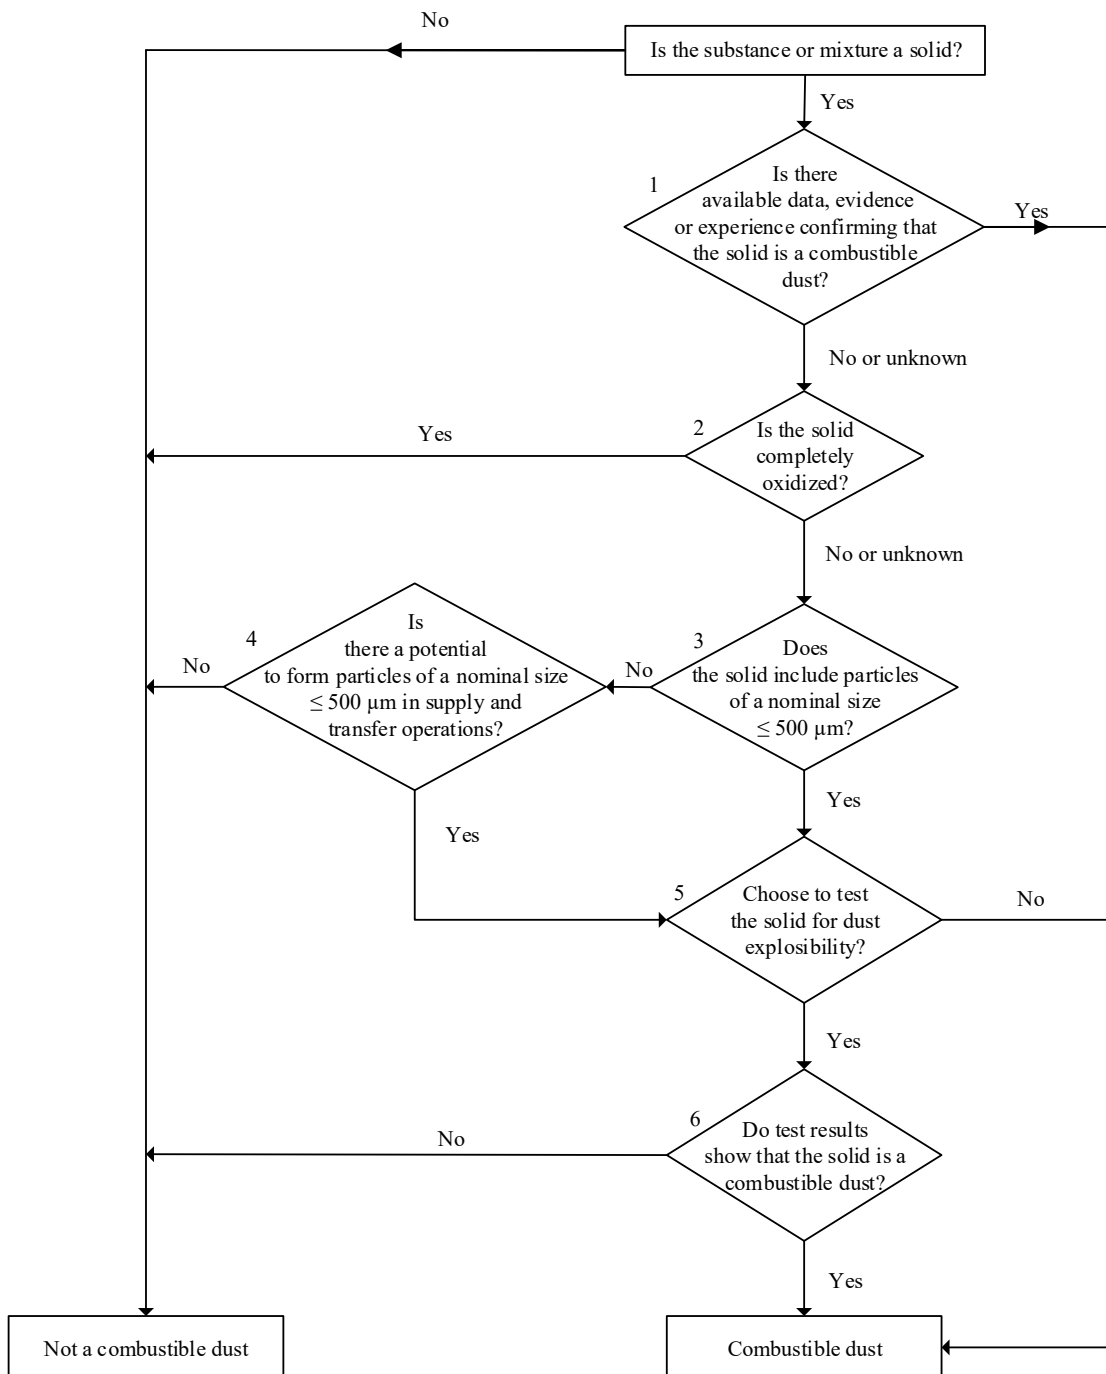 No
Is the substance or mixture a solid?
Yes
1
Is there
available data, evidence
or experience confirming that
the solid is a combustible
dust?
Yes
No or unknown
2
Is the solid
completely
oxidized?
Yes
No or unknown
3
Does
the solid include particles
of a nominal size
≤ 500 µm?
No
4
Is
there a potential
to form particles of a nominal size
≤ 500 µm in supply and
transfer operations?
No
Yes
Yes
5
Choose to test
the solid for dust
explosibility?
No
Yes
6
Do test results
show that the solid is a
combustible dust?
No
Yes
Not a combustible dust
Combustible dust